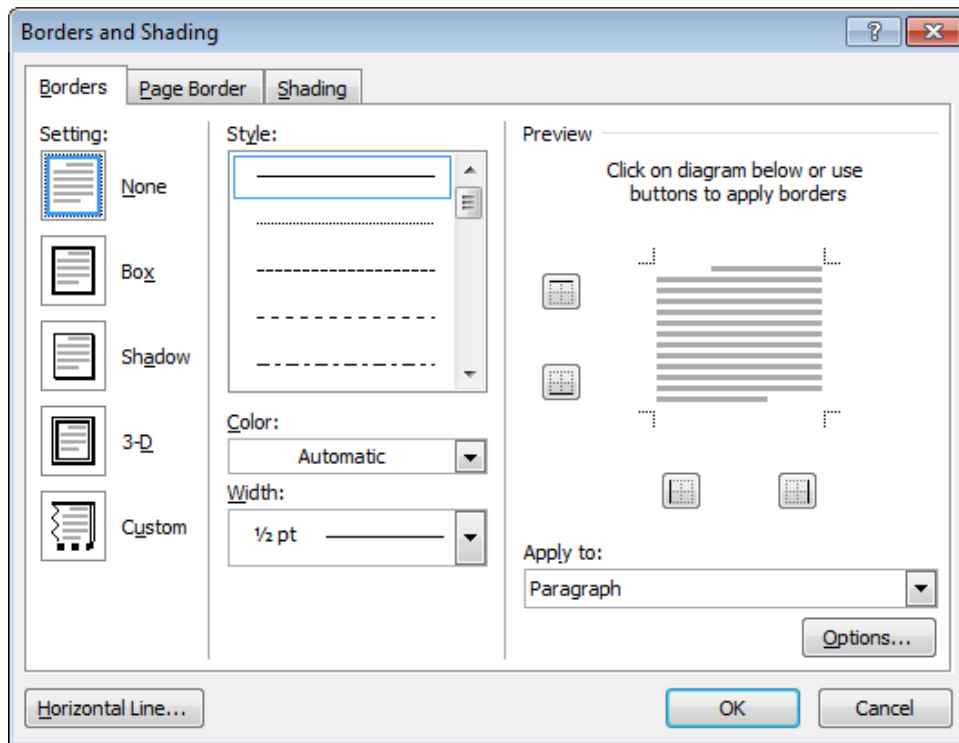 Borders and Shading
Borders
Page Border
Shading
Setting:
None
Box
Shadow
3-D
Custom
Style:
Color:
Automatic
Width:
½ pt
Preview
Click on diagram below or use
buttons to apply borders
Apply to:
Paragraph
Options...
Horizontal Line...
OK
Cancel